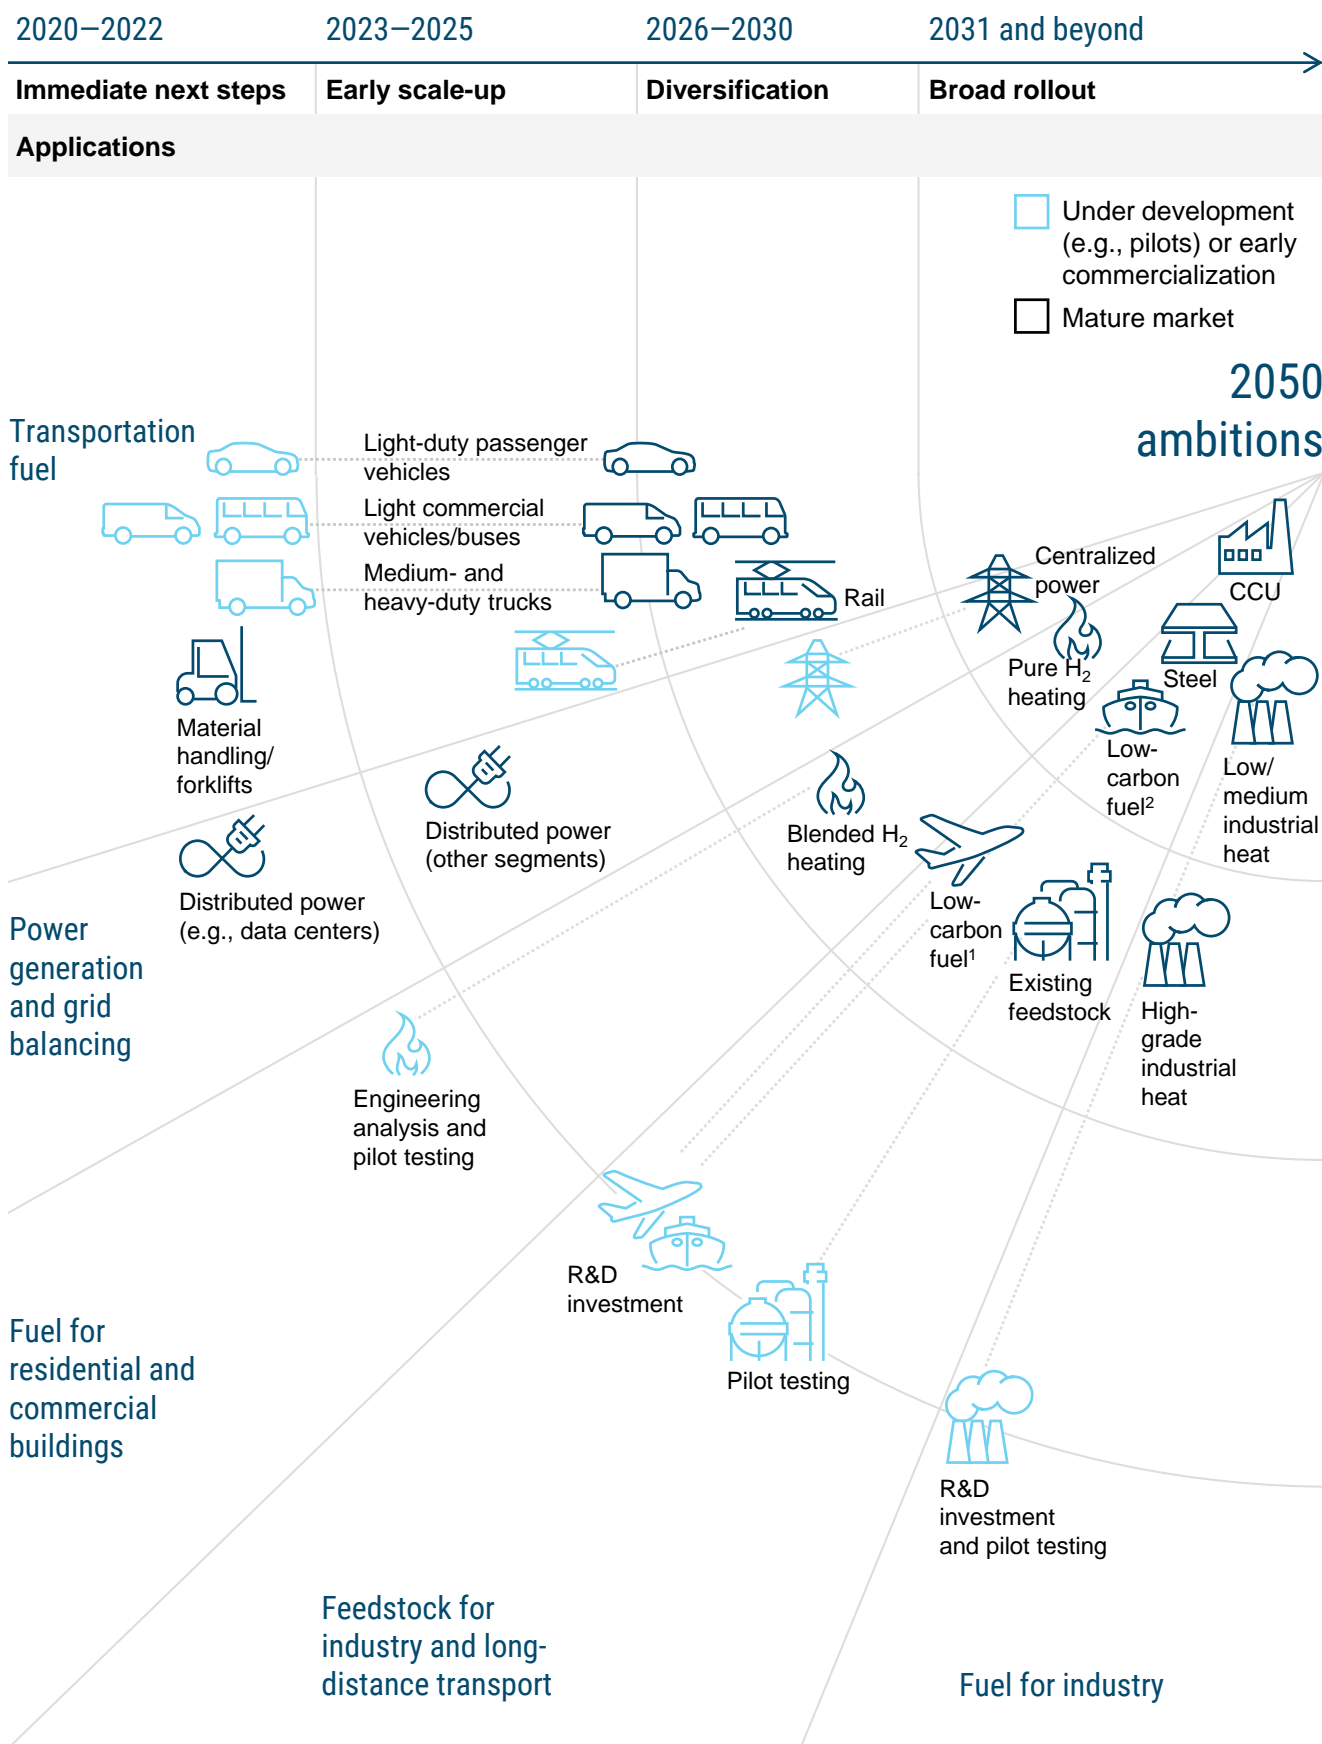 2020–2022
2023–2025
2026–2030
2031 and beyond
Immediate next steps
Early scale-up
Diversification
Broad rollout
Applications
Under development
(e.g., pilots) or early
commercialization
Mature market
2050
ambitions
Transportation
fuel
Light-duty passenger
vehicles
Light commercial
vehicles/buses
Medium- and
heavy-duty trucks
Rail
Material
handling/
forklifts
Centralized
power
CCU
Pure H2
heating
Steel
Low-
carbon
fuel2
Low/
medium
industrial
heat
Distributed power
(other segments)
Blended H2
heating
Distributed power
(e.g., data centers)
Power
generation
and grid
balancing
Low-
carbon
fuel1
Existing
feedstock
High-
grade
industrial
heat
Engineering
analysis and
pilot testing
R&D
investment
Pilot testing
Fuel for
residential and
commercial
buildings
R&D
investment
and pilot testing
Feedstock for
industry and long-
distance transport
Fuel for industry